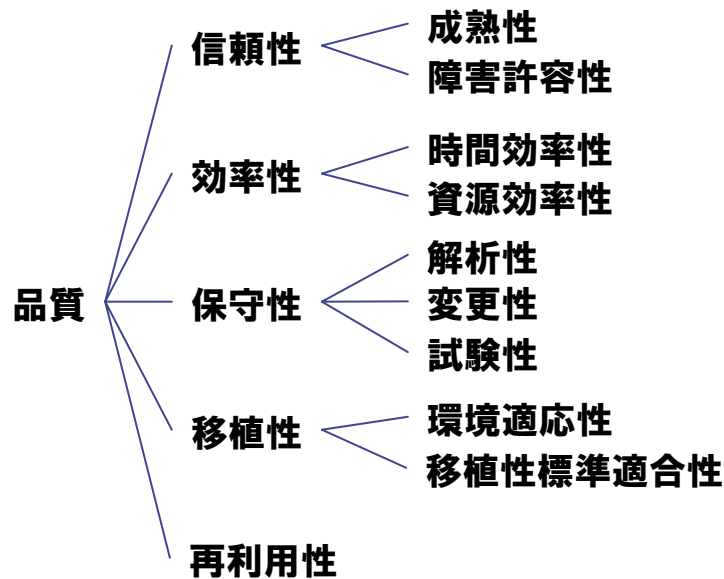 品質
信頼性
成熟性
障害許容性
効率性
時間効率性
資源効率性
保守性
解析性
変更性
試験性
移植性
環境適応性
移植性標準適合性
再利用性